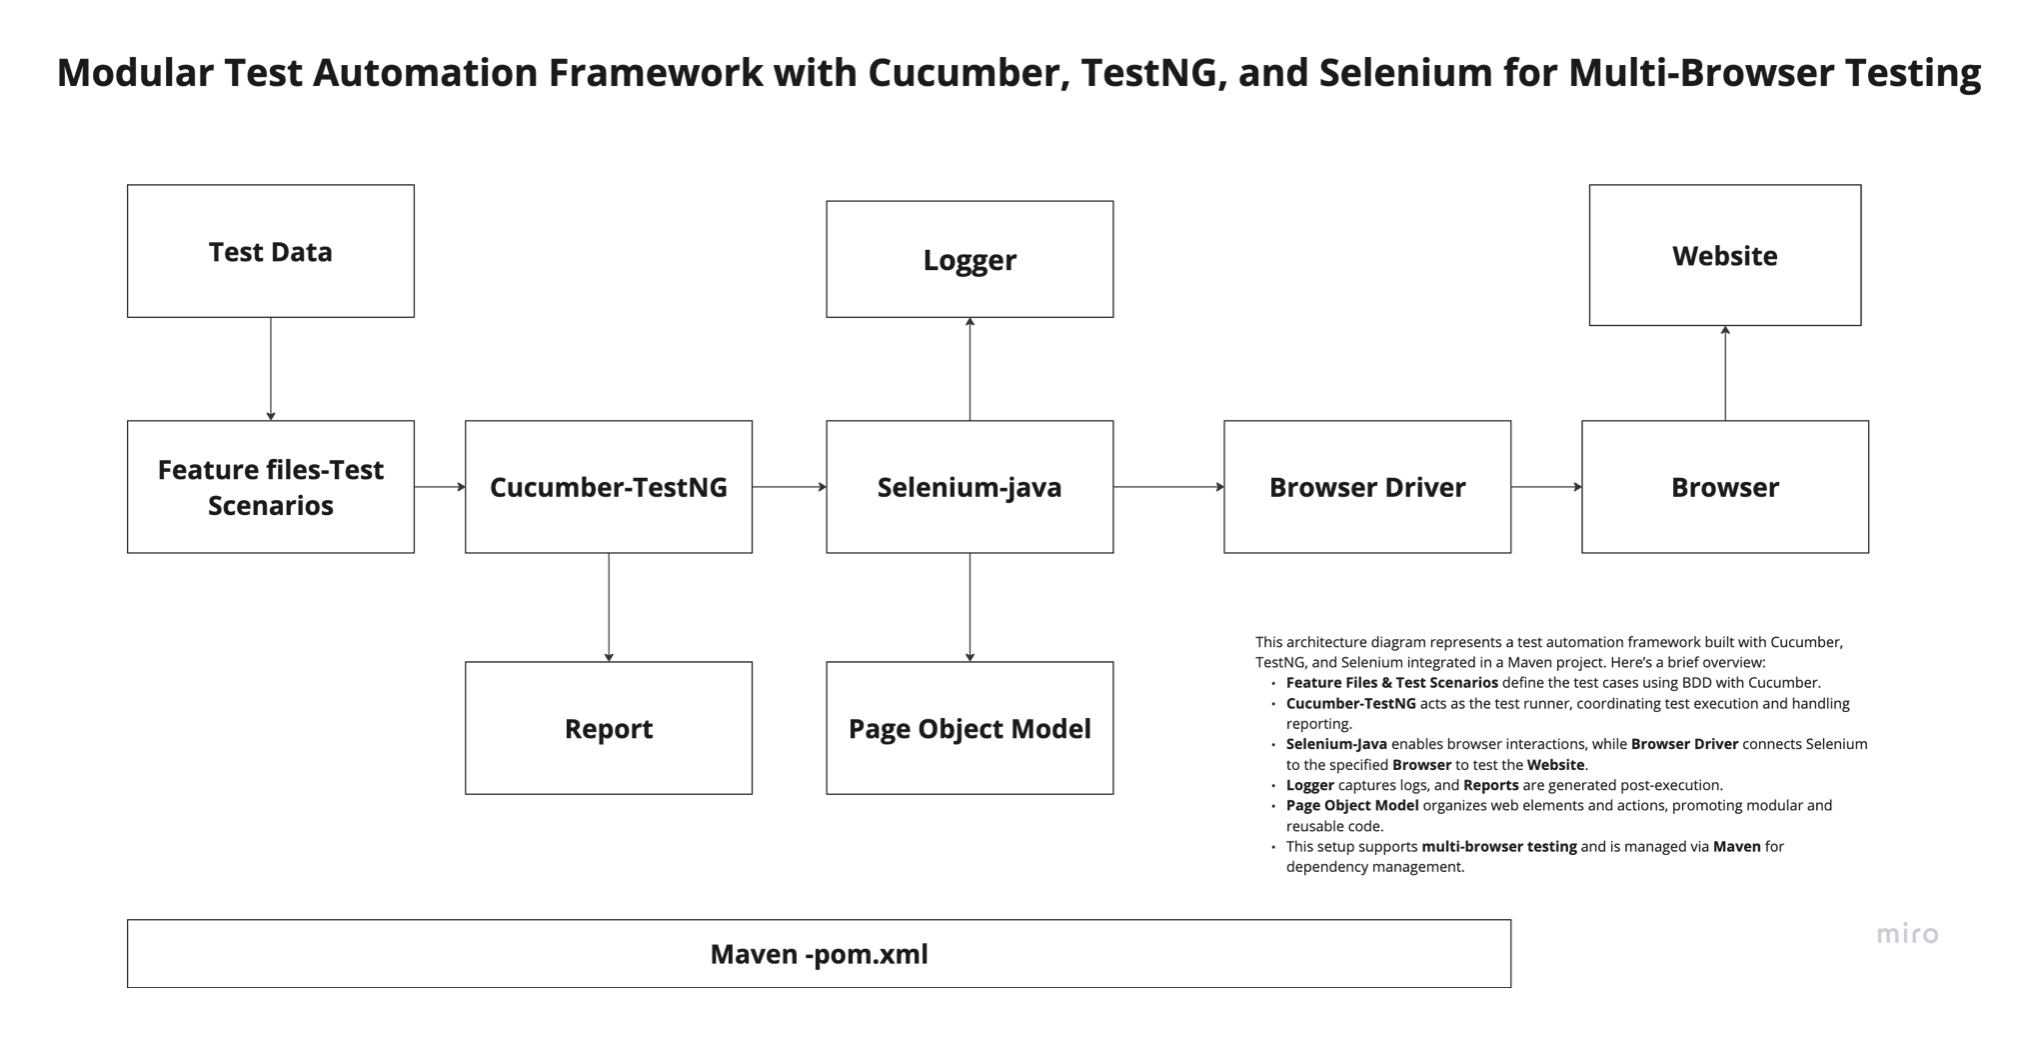 Modular Test Automation Framework with Cucumber, TestNG, and Selenium for Multi-Browser Testing
Test Data
Logger
Website
Feature files-Test
Scenarios
Cucumber-TestNG
Selenium-java
Browser Driver
Browser
Report
Page Object Model
This architecture diagram represents a test automation framework built with Cucumber,
TestNG, and Selenium integrated in a Maven project. Here’s a brief overview:
• Feature Files & Test Scenarios define the test cases using BDD with Cucumber.
• Cucumber-TestNG acts as the test runner, coordinating test execution and handling
reporting.
• Selenium-Java enables browser interactions, while Browser Driver connects Selenium
to the specified Browser to test the Website.
• Logger captures logs, and Reports are generated post-execution.
• Page Object Model organizes web elements and actions, promoting modular and
reusable code.
• This setup supports multi-browser testing and is managed via Maven for
dependency management.
Maven -pom.xml
miro